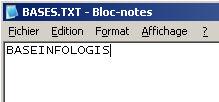 BASES.TXT - Bloc-notes
Fichier Edition Format Affichage ?
BASEINFOLOGIS